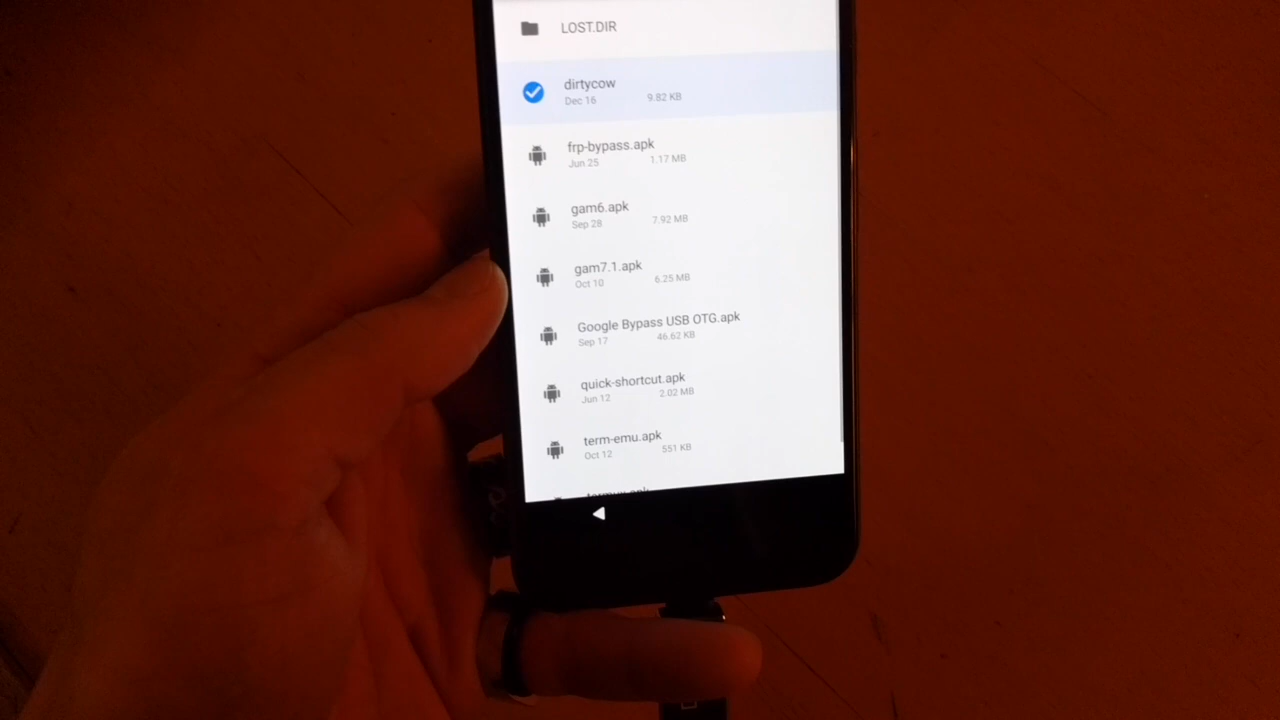 LOST.DIR
dirtycow
Dec 16 9.82 KB
frp-bypass.apk
Jun 25 1.17 MB
gam6.apk
Sep 28 7.92 MB
gam7.1.apk
Oct 10 6.25 MB
Google Bypass USB OTG.apk
Sep 17 46.62 KB
quick-shortcut.apk
Jun 12 2.02 MB
term-emu.apk
Oct 12 551 KB